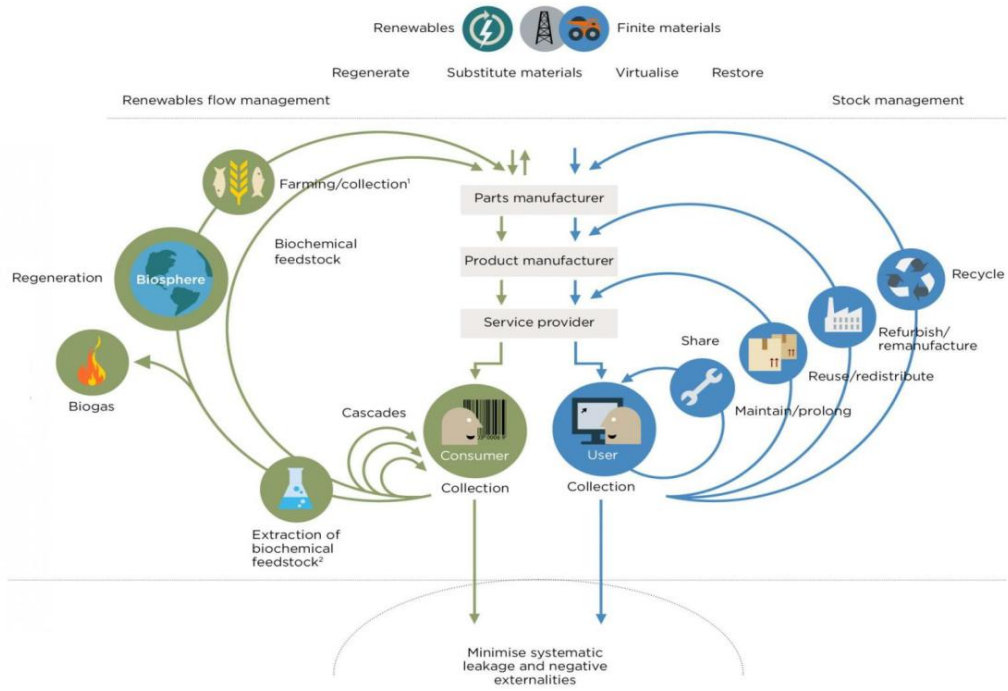 Renewables
Finite materials
Regenerate
Substitute materials
Virtualise
Restore
Renewables flow management
Stock management
Farming/collection¹
Parts manufacturer
Biochemical
feedstock
Product manufacturer
Regeneration
Biosphere
Recycle
Service provider
Share
Refurbish/
remanufacture
Reuse/redistribute
Biogas
Cascades
Maintain/prolong
Consumer
User
Collection
Collection
Extraction of
biochemical
feedstock²
Minimise systematic
leakage and negative
externalities